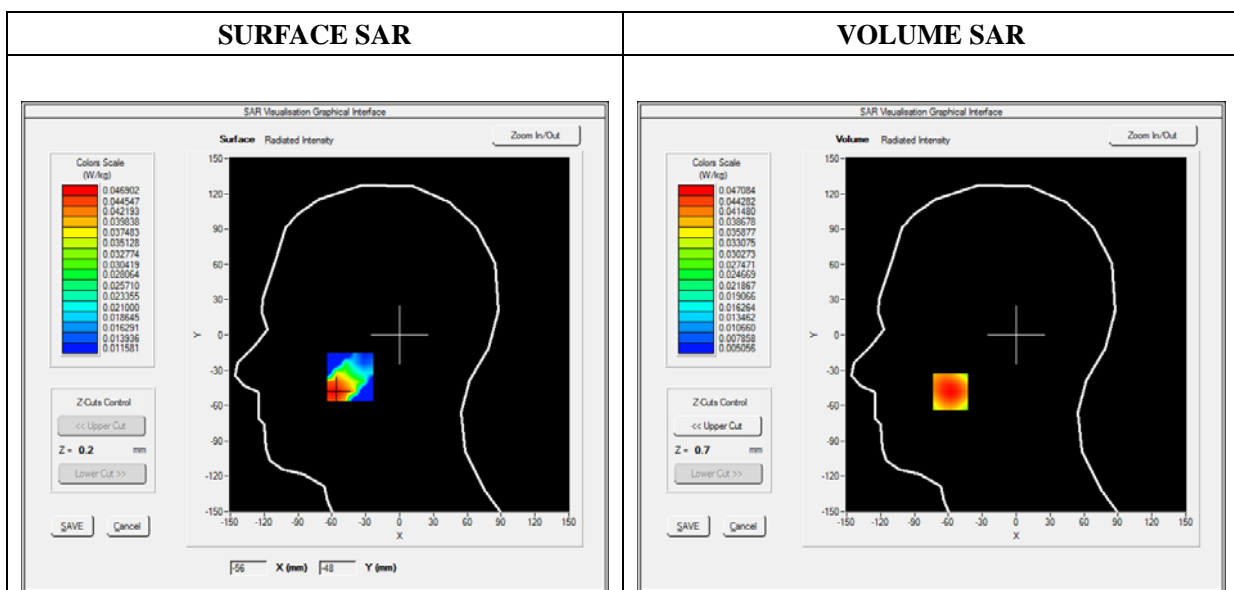 SURFACE SAR
VOLUME SAR
SAR Visualisation Graphical Interface
Surface Radiated Intensity
Zoom In/Out
Colors Scale
(W/kg)
0.046902
0.044547
0.042193
0.039838
0.037483
0.035128
0.032774
0.030419
0.028064
0.025710
0.023355
0.021000
0.018645
0.016291
0.013936
0.011581
Z-Cuts Control
<< Upper Cut
Z = 0.2 mm
Lower Cut >>
SAVE Cancel
150
120
90
60
30
0
-30
-60
-90
-120
-150
Y
-150 -120 -90 -60 -30 0 30 60 90 120 150
X
-56 X (mm) -48 Y (mm)
SAR Visualisation Graphical Interface
Volume Radiated Intensity
Zoom In/Out
Colors Scale
(W/kg)
0.047084
0.044282
0.041480
0.038678
0.035877
0.033075
0.030273
0.027471
0.024669
0.021867
0.019066
0.016264
0.013462
0.010660
0.007858
0.005056
Z-Cuts Control
<< Upper Cut
Z = 0.7 mm
Lower Cut >>
SAVE Cancel
150
120
90
60
30
0
-30
-60
-90
-120
-150
Y
-150 -120 -90 -60 -30 0 30 60 90 120 150
X